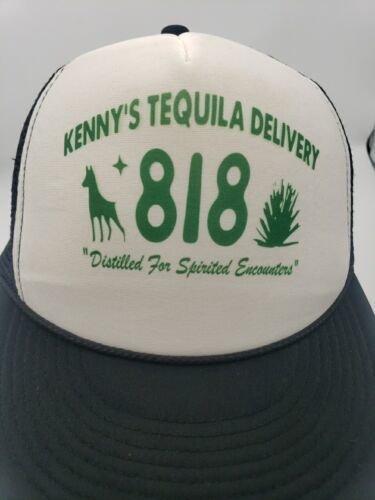 KENNY'S TEQUILA DELIVERY
818
"Distilled For Spirited Encounters"